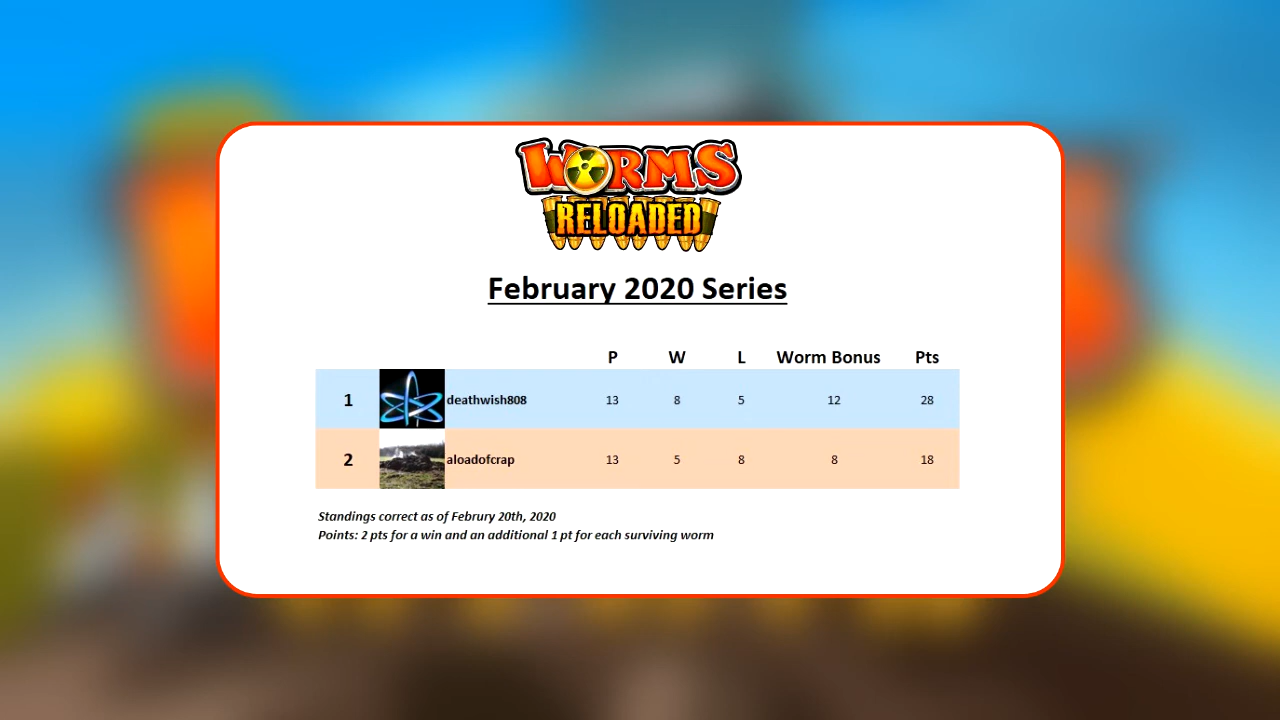 WORMS
RELOADED
February 2020 Series
P W L Worm Bonus Pts
1 deathwish808 13 8 5 12 28
2 aloadofcrap 13 5 8 8 18
Standings correct as of Februry 20th, 2020
Points: 2 pts for a win and an additional 1 pt for each surviving worm